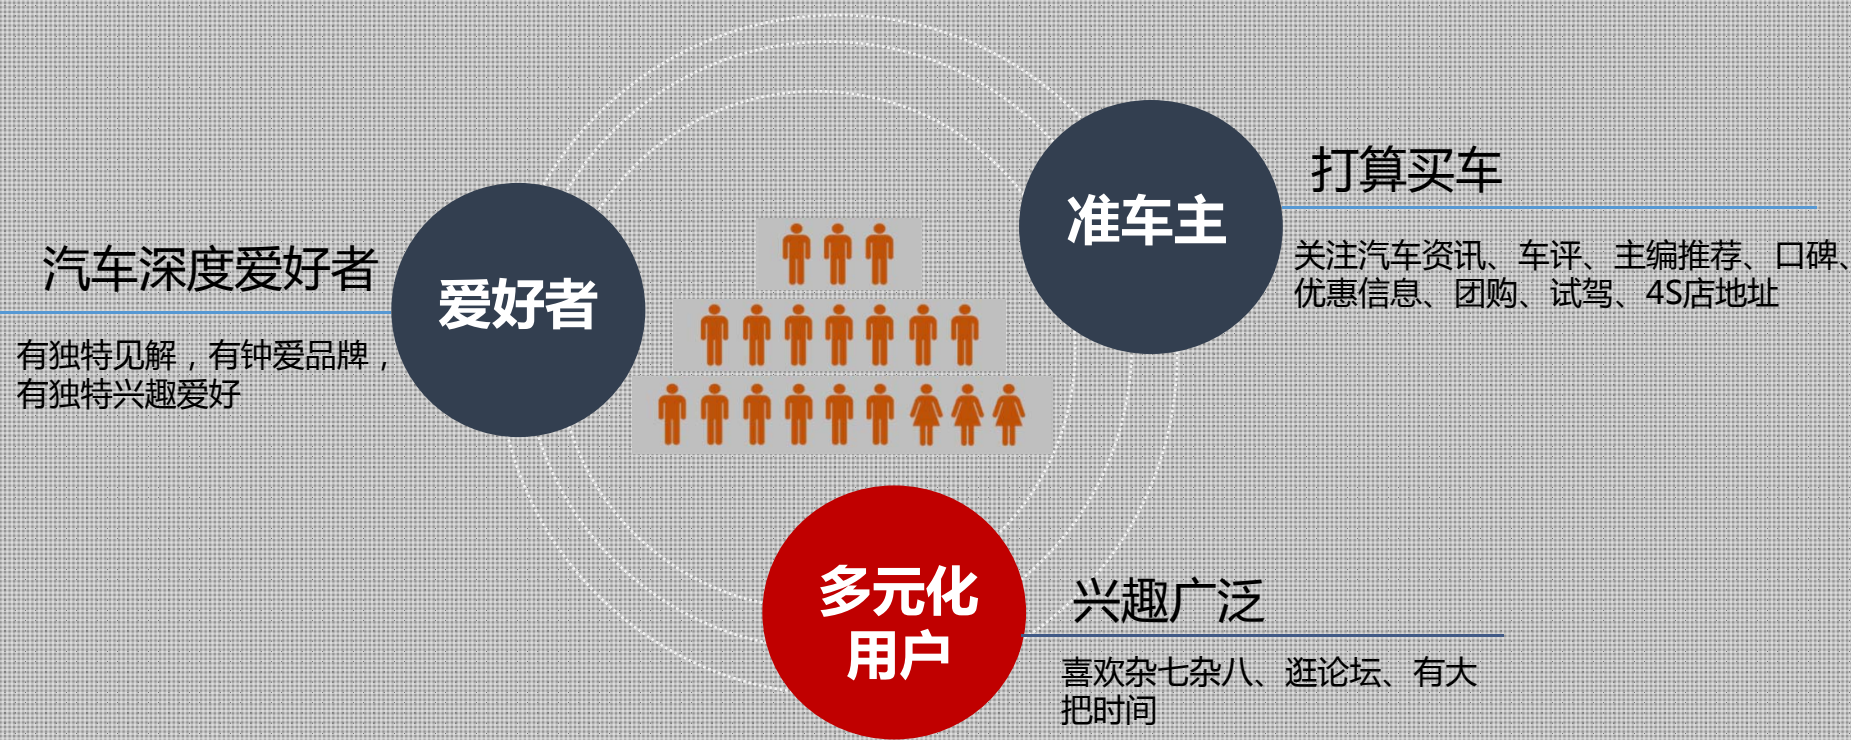 汽车深度爱好者
有独特见解，有钟爱品牌，
有独特兴趣爱好
爱好者
准车主
打算买车
关注汽车资讯、车评、主编推荐、口碑、
优惠信息、团购、试驾、4S店地址
多元化
用户
兴趣广泛
喜欢杂七杂八、逛论坛、有大
把时间